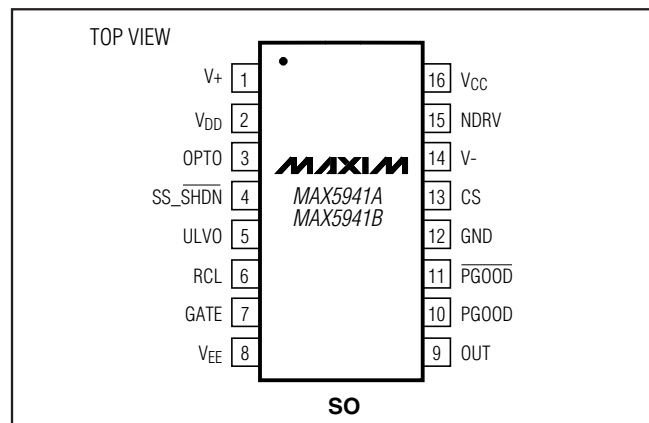 TOP VIEW
V+ 1
VDD 2
OPTO 3
SS_SHDN 4
ULVO 5
RCL 6
GATE 7
VEE 8
MAXIM
MAX5941A
MAX5941B
16 VCC
15 NDRV
14 V-
13 CS
12 GND
11 PGOOD
10 PGOOD
9 OUT
SO